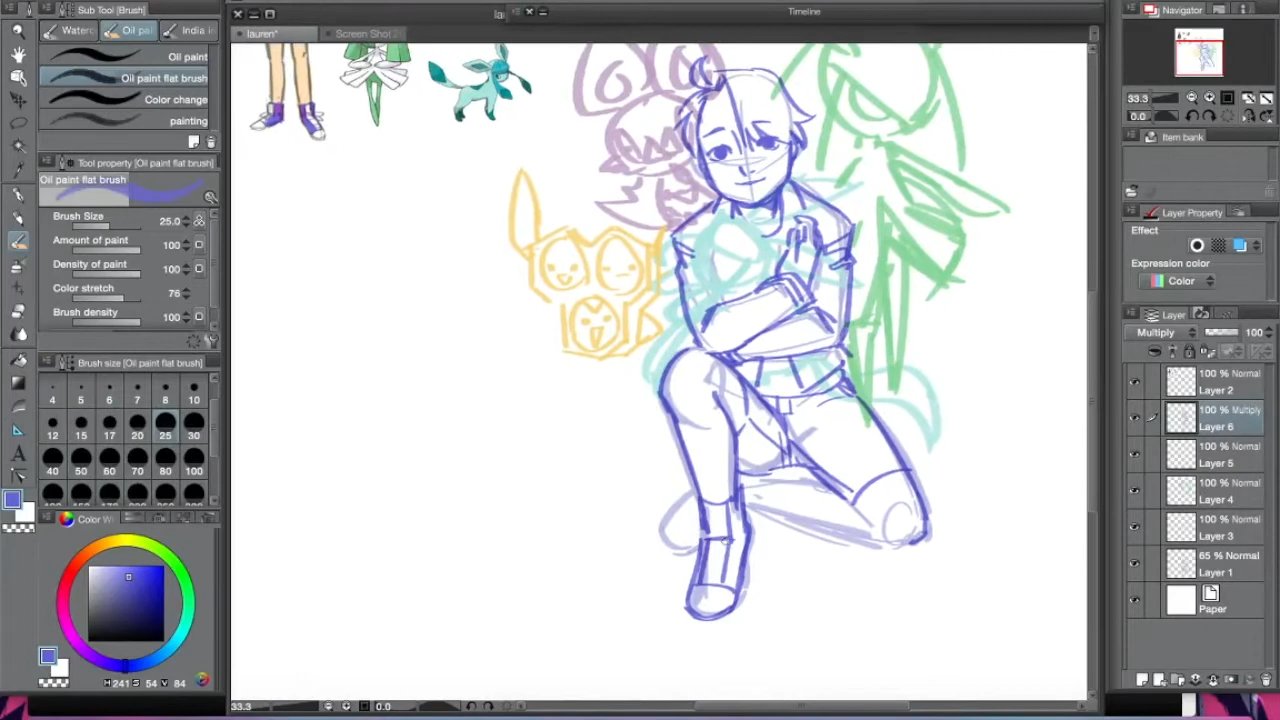 Sub Tool [Brush]
Timeline
Navigator
Waterc
Oil pai
India in
lauren*
Screen Shot 2
Oil paint
Oil paint flat brush
Color change
painting
33.3
0.0
Item bank
Tool property [Oil paint flat brush]
Oil paint flat brush
Brush Size 25.0
Amount of paint 100
Density of paint 100
Color stretch 76
Brush density 100
Layer Property
Effect
Expression color
Color
Layer
Multiply 100
100 % Normal
Layer 2
100 % Multiply
Layer 6
100 % Normal
Layer 5
100 % Normal
Layer 4
100 % Normal
Layer 3
65 % Normal
Layer 1
Paper
Brush size [Oil paint flat brush]
4 5 6 7 8 10
12 15 17 20 25 30
40 50 60 70 80 100
Color W
H 241 S 54 V 84
33.3 0.0